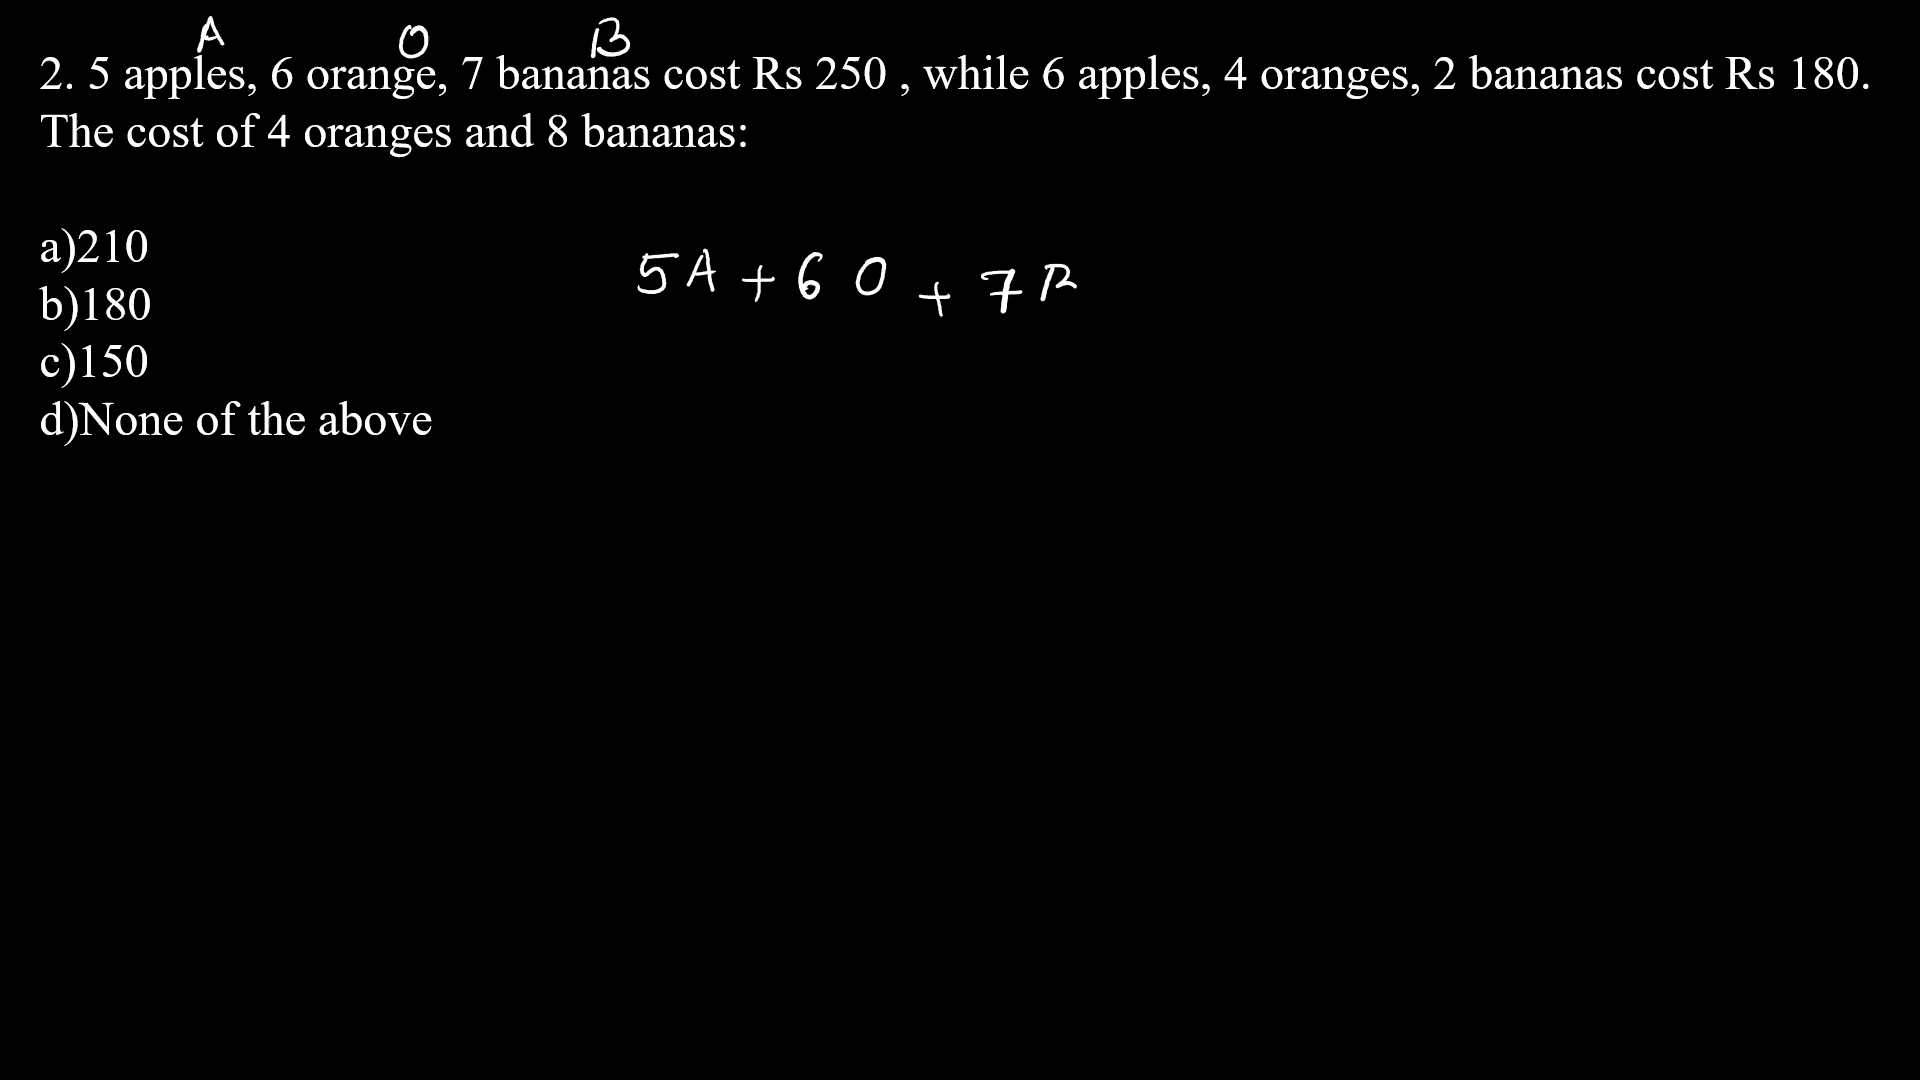 A O B
2. 5 apples, 6 orange, 7 bananas cost Rs 250 , while 6 apples, 4 oranges, 2 bananas cost Rs 180.
The cost of 4 oranges and 8 bananas:
a)210
5A + 6 O + 7 B
b)180
c)150
d)None of the above